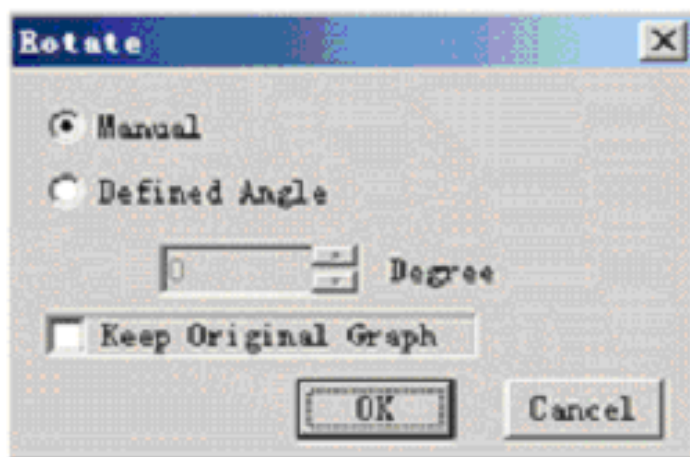 Rotate
Manual
Defined Angle
0 Degree
Keep Original Graph
OK Cancel